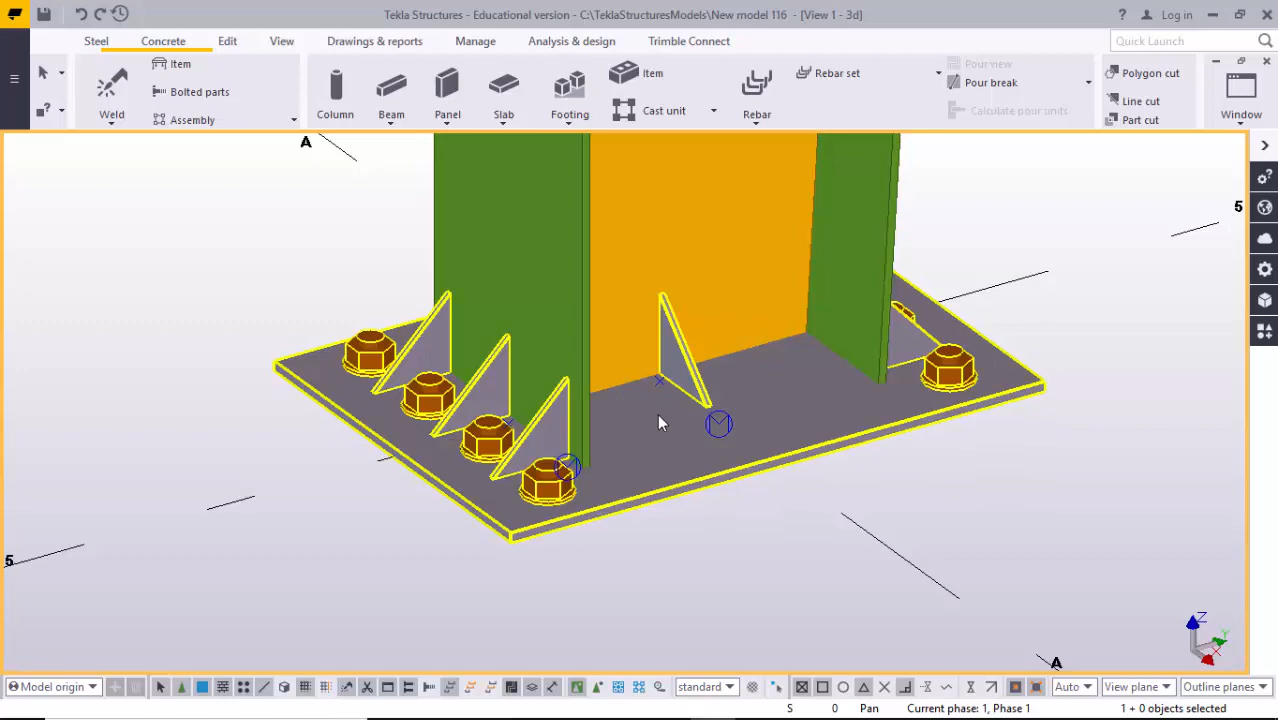 Tekla Structures - Educational version - C:\TeklaStructuresModels\New model 116 - [View 1 - 3d]
? Log in
Steel Concrete Edit View Drawings & reports Manage Analysis & design Trimble Connect Quick Launch
Item Item Rebar set Pour view Polygon cut
Bolted parts Pour break Line cut
Weld Column Beam Panel Slab Footing Cast unit Rebar Calculate pour units Window
Assembly Part cut
A
5
5
Z
Y
X
A
Model origin standard Auto View plane Outline planes
S 0 Pan Current phase: 1, Phase 1 1 + 0 objects selected